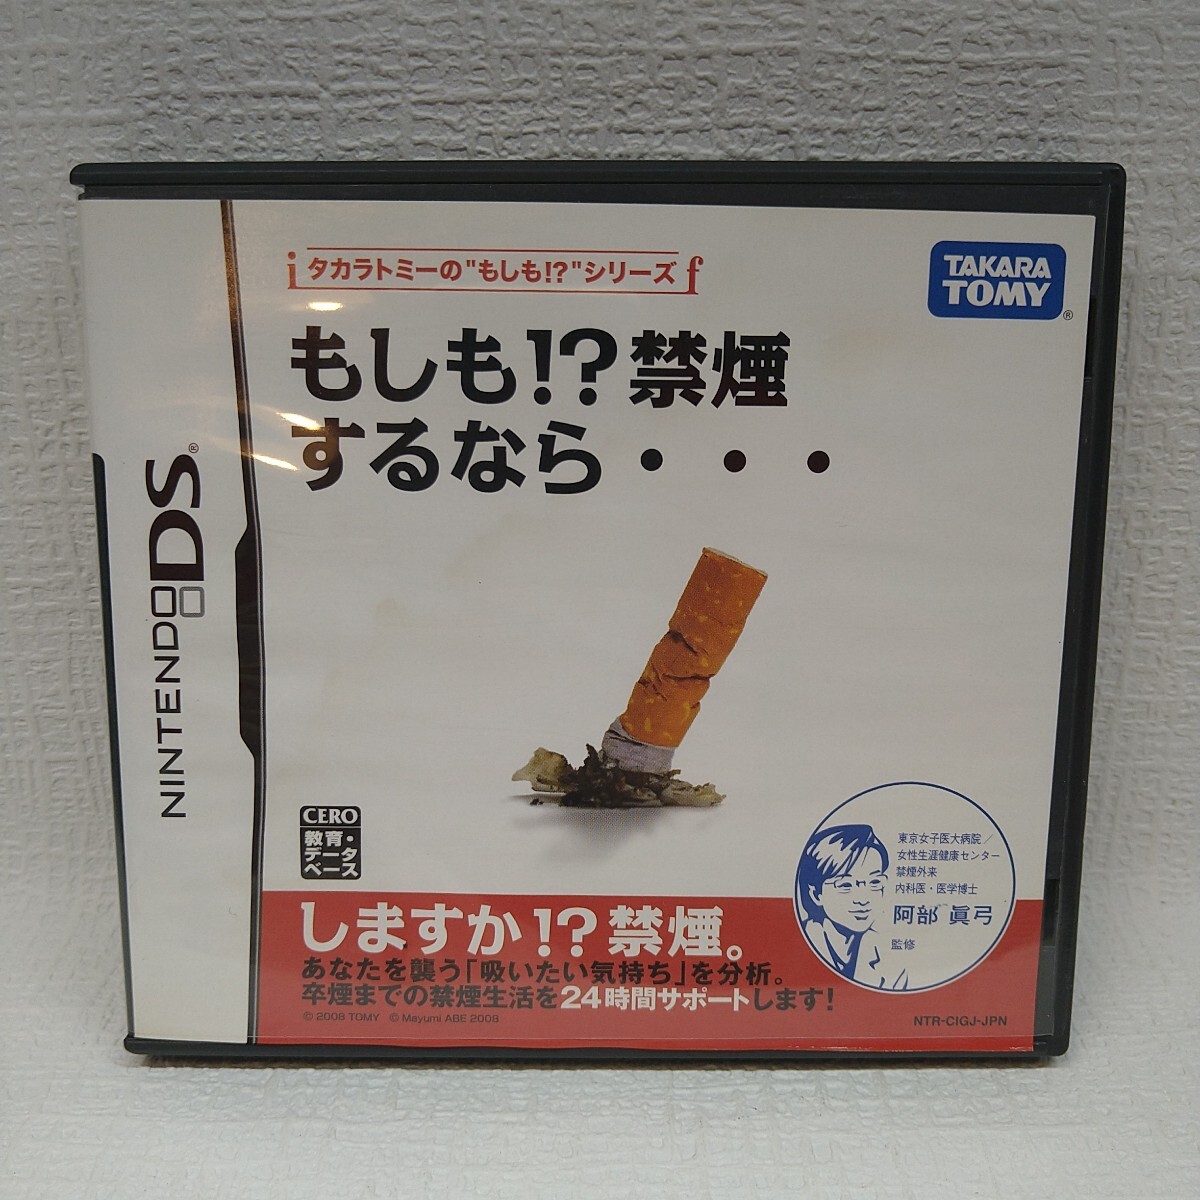 NINTENDO DS®
i タカラトミーの"もしも!?"シリーズ f
TAKARA
TOMY®
もしも!?禁煙
するなら・・・
CERO
教育・
データ
ベース
東京女子医大病院／
女性生涯健康センター
禁煙外来
内科医・医学博士
阿部 眞弓
監修
しますか!?禁煙。
あなたを襲う「吸いたい気持ち」を分析。
卒煙までの禁煙生活を24時間サポートします!
© 2008 TOMY © Mayumi ABE 2008
NTR-CIGJ-JPN